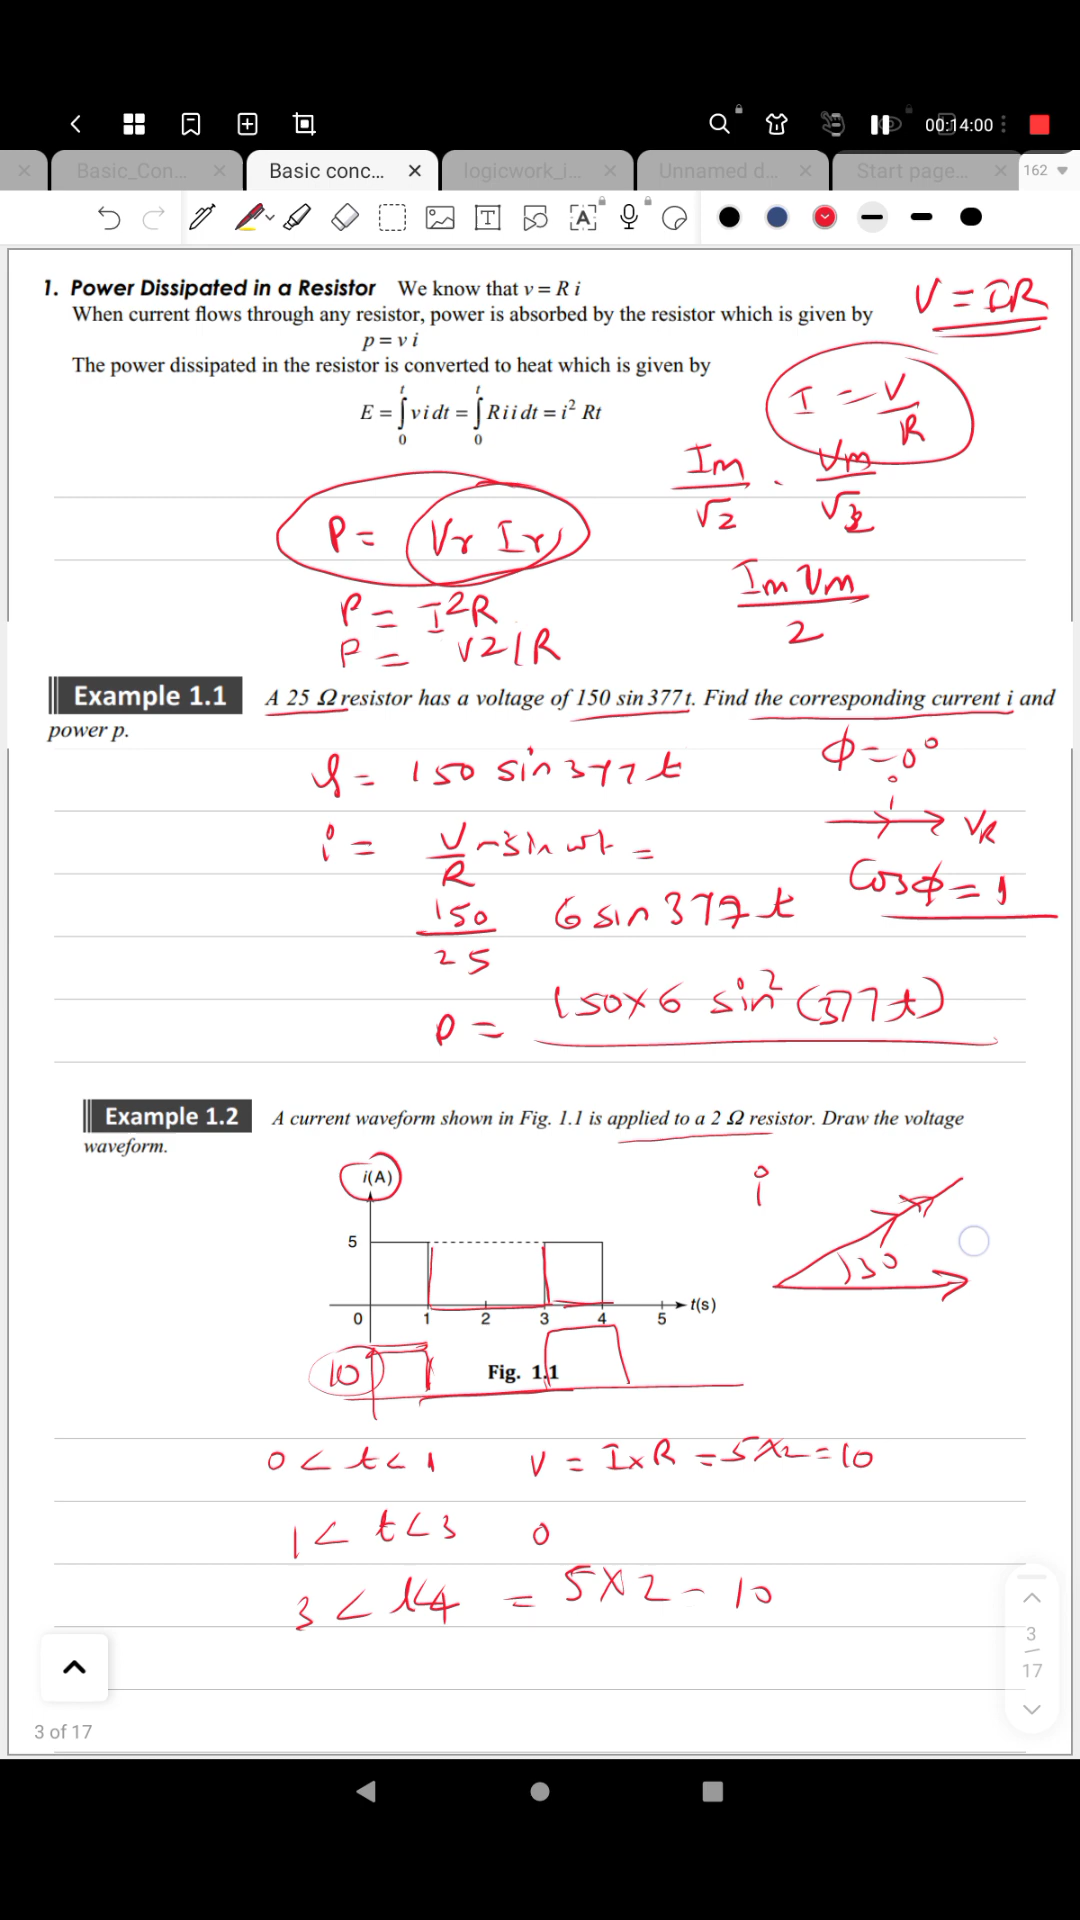 00:14:00
Basic_Con... Basic conc... logicwork_i... Unnamed d... Start page... 162
1. Power Dissipated in a Resistor We know that v = R i
V = IR
When current flows through any resistor, power is absorbed by the resistor which is given by
p = v i
The power dissipated in the resistor is converted to heat which is given by
I = V/R
E = ∫₀ᵗ v i dt = ∫₀ᵗ R i i dt = i² Rt
Im/√2 . Vm/√2
P = (Vr Ir)
Im Vm/2
P = I²R
P = V2/R
Example 1.1 A 25 Ω resistor has a voltage of 150 sin 377 t. Find the corresponding current i and
power p.
ϕ = 0°
= 150 sin 377 t
i VR
i = V/R sin ωt =
Cosϕ = 1
150/25 6 sin 377 t
P = 150 x 6 sin² (377 t)
Example 1.2 A current waveform shown in Fig. 1.1 is applied to a 2 Ω resistor. Draw the voltage
waveform.
i(A)
i
5
30
t(s)
0 1 2 3 4 5
10
Fig. 1.1
0 < t < 1 V = I x R = 5 x 2 = 10
1 < t < 3 0
3 < t < 4 = 5 x 2 = 10
3
17
3 of 17